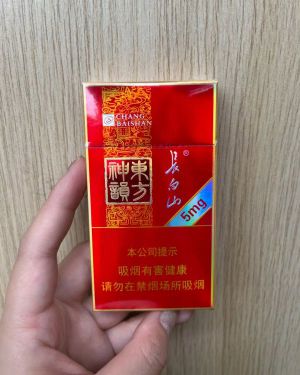 CHANG
BAISHAN
東方
神韻
長白山®
5mg
本公司提示
吸烟有害健康
请勿在禁烟场所吸烟